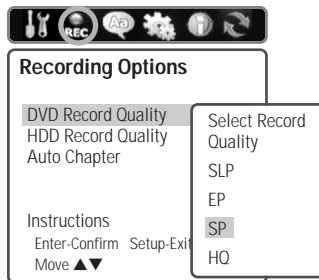 REC
Aa
i
Recording Options
DVD Record Quality
HDD Record Quality
Auto Chapter
Select Record
Quality
SLP
EP
SP
HQ
Instructions
Enter-Confirm Setup-Exit
Move ▲▼